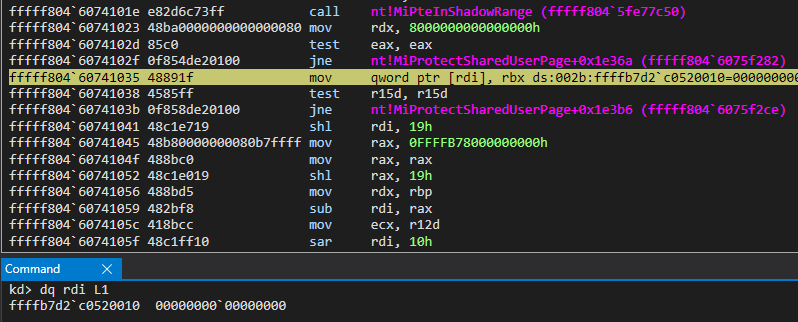 fffff804`6074101e e82d6c73ff call nt!MiPteInShadowRange (fffff804`5fe77c50)
fffff804`60741023 48ba0000000000000080 mov rdx, 8000000000000000h
fffff804`6074102d 85c0 test eax, eax
fffff804`6074102f 0f854de20100 jne nt!MiProtectSharedUserPage+0x1e36a (fffff804`6075f282)
fffff804`60741035 48891f mov qword ptr [rdi], rbx ds:002b:ffffb7d2`c0520010=000000000
fffff804`60741038 4585ff test r15d, r15d
fffff804`6074103b 0f858de20100 jne nt!MiProtectSharedUserPage+0x1e3b6 (fffff804`6075f2ce)
fffff804`60741041 48c1e719 shl rdi, 19h
fffff804`60741045 48b80000000080b7ffff mov rax, 0FFFFB78000000000h
fffff804`6074104f 488bc0 mov rax, rax
fffff804`60741052 48c1e019 shl rax, 19h
fffff804`60741056 488bd5 mov rdx, rbp
fffff804`60741059 482bf8 sub rdi, rax
fffff804`6074105c 418bcc mov ecx, r12d
fffff804`6074105f 48c1ff10 sar rdi, 10h
Command X
kd> dq rdi L1
ffffb7d2`c0520010 00000000`00000000